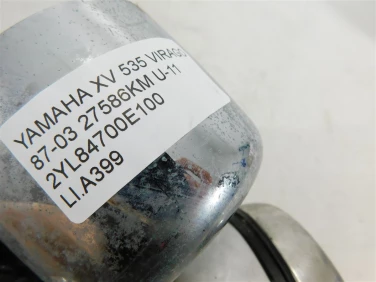 YAMAHA XV 535 VIRAGO
87-03 27586KM U-11
2YL84700E100
LI.A399